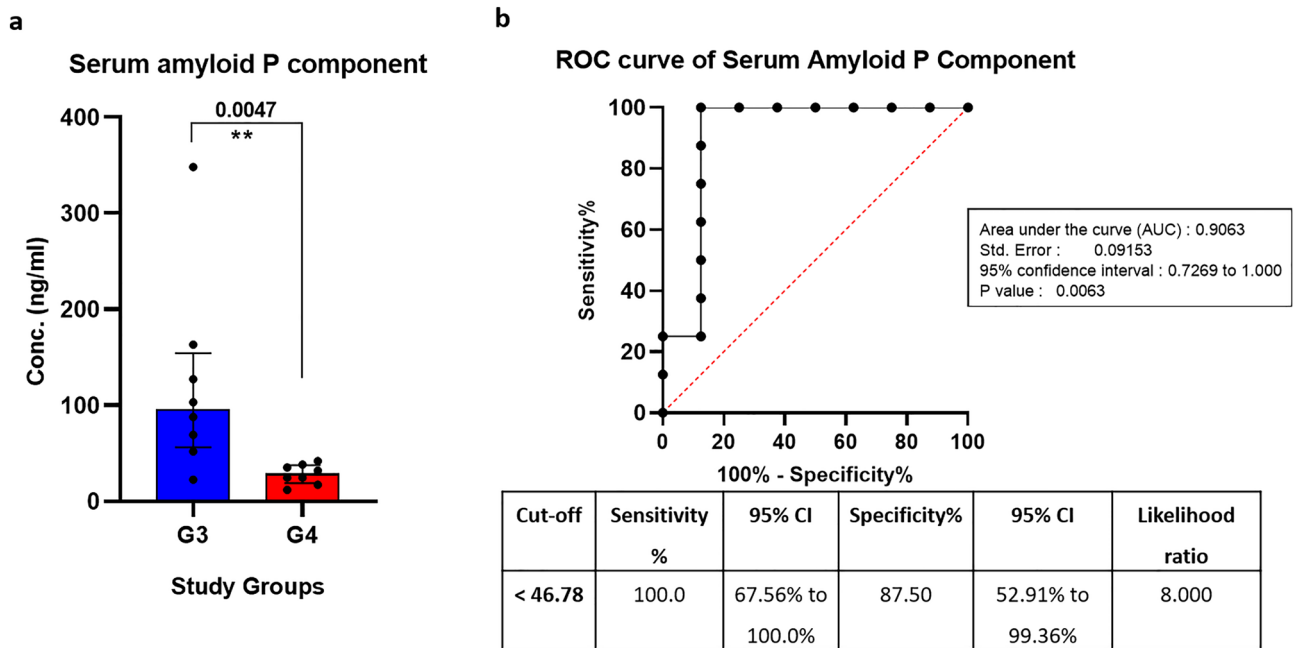 a
Serum amyloid P component
0.0047
**
400
300
200
100
0
Conc. (ng/ml)
G3 G4
Study Groups
b
ROC curve of Serum Amyloid P Component
100
80
60
40
20
0
Sensitivity%
0 20 40 60 80 100
100% - Specificity%
Area under the curve (AUC) : 0.9063
Std. Error : 0.09153
95% confidence interval : 0.7269 to 1.000
P value : 0.0063
Cut-off Sensitivity 95% CI Specificity% 95% CI Likelihood
% ratio
< 46.78 100.0 67.56% to 87.50 52.91% to 8.000
100.0% 99.36%